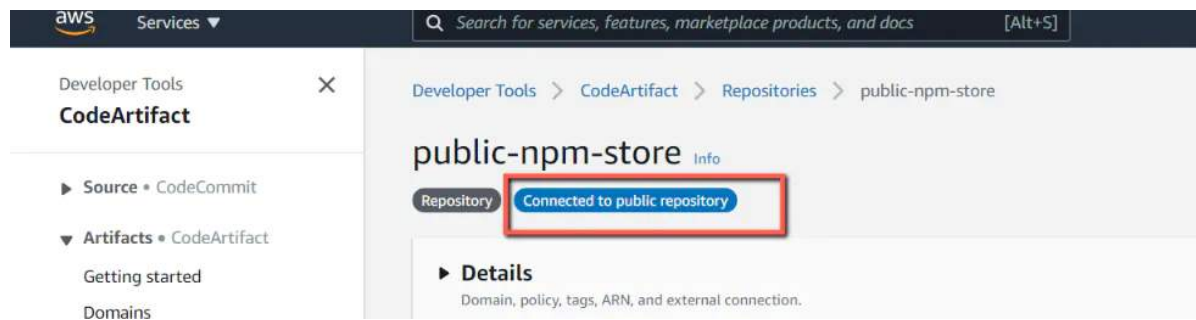 aws Services ▼ Search for services, features, marketplace products, and docs [Alt+S]
Developer Tools
CodeArtifact
Source • CodeCommit
Artifacts • CodeArtifact
Getting started
Domains
Developer Tools > CodeArtifact > Repositories > public-npm-store
public-npm-store Info
Repository Connected to public repository
Details
Domain, policy, tags, ARN, and external connection.